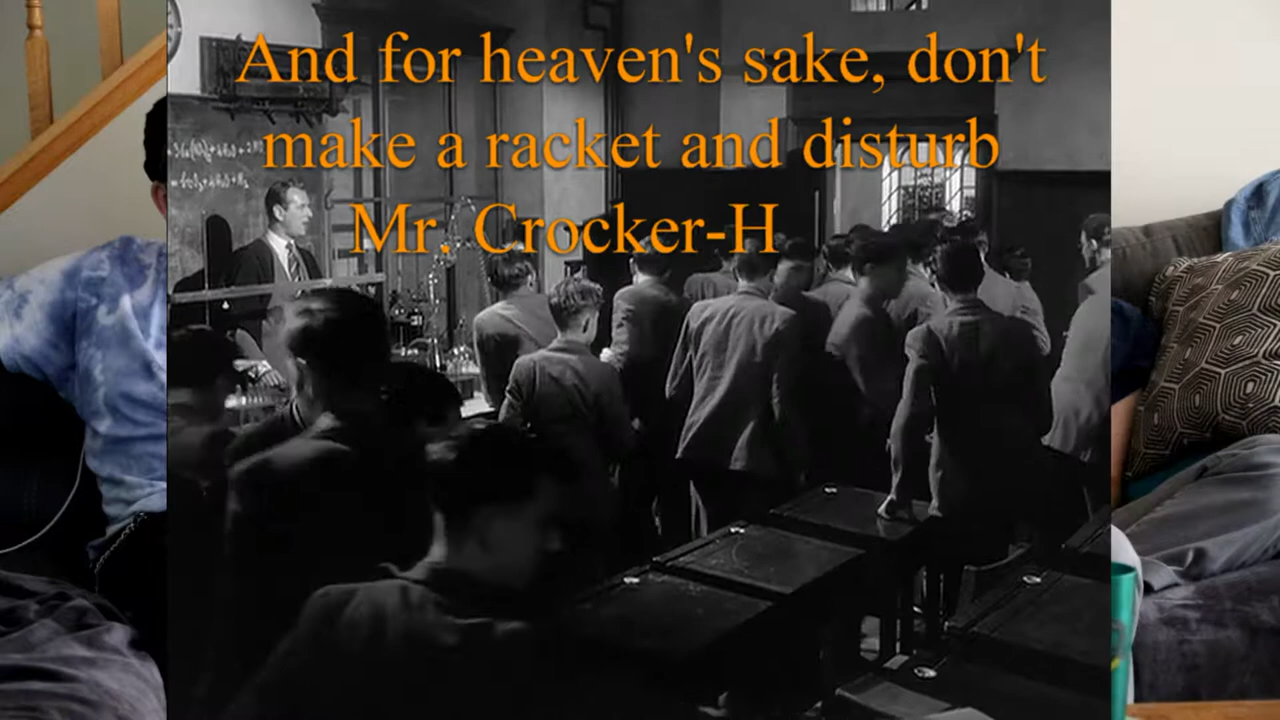 And for heaven's sake, don't
make a racket and disturb
Mr. Crocker-H